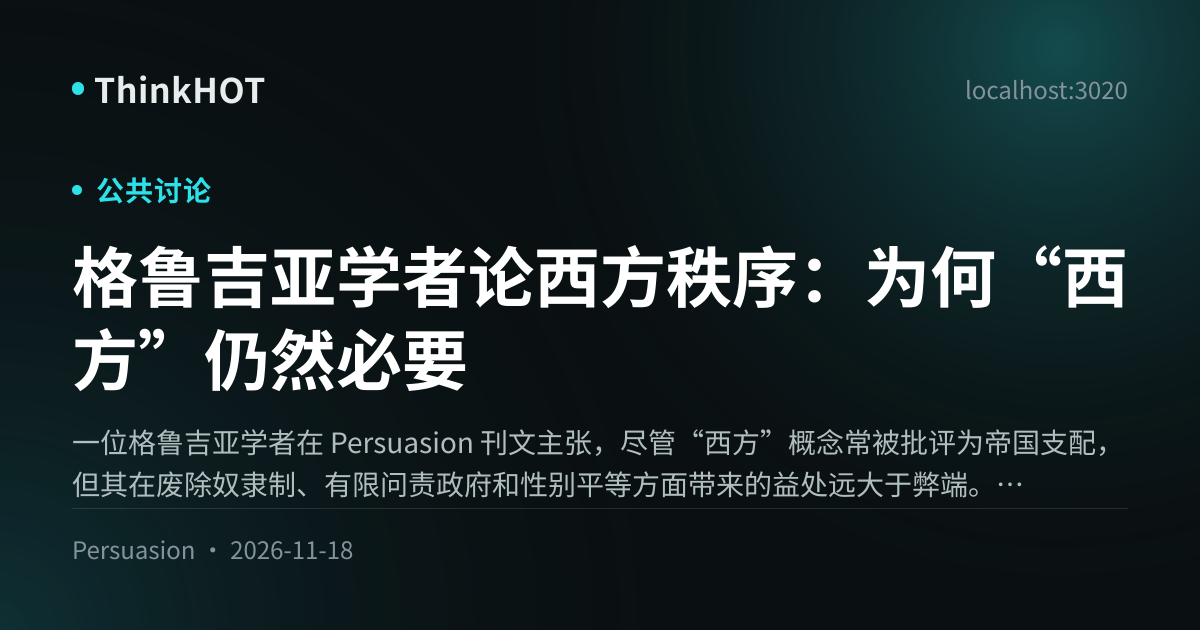 ThinkHOT
localhost:3020
公共讨论
格鲁吉亚学者论西方秩序：为何“西
方”仍然必要
一位格鲁吉亚学者在 Persuasion 刊文主张，尽管“西方”概念常被批评为帝国支配，
但其在废除奴隶制、有限问责政府和性别平等方面带来的益处远大于弊端。…
Persuasion · 2026-11-18